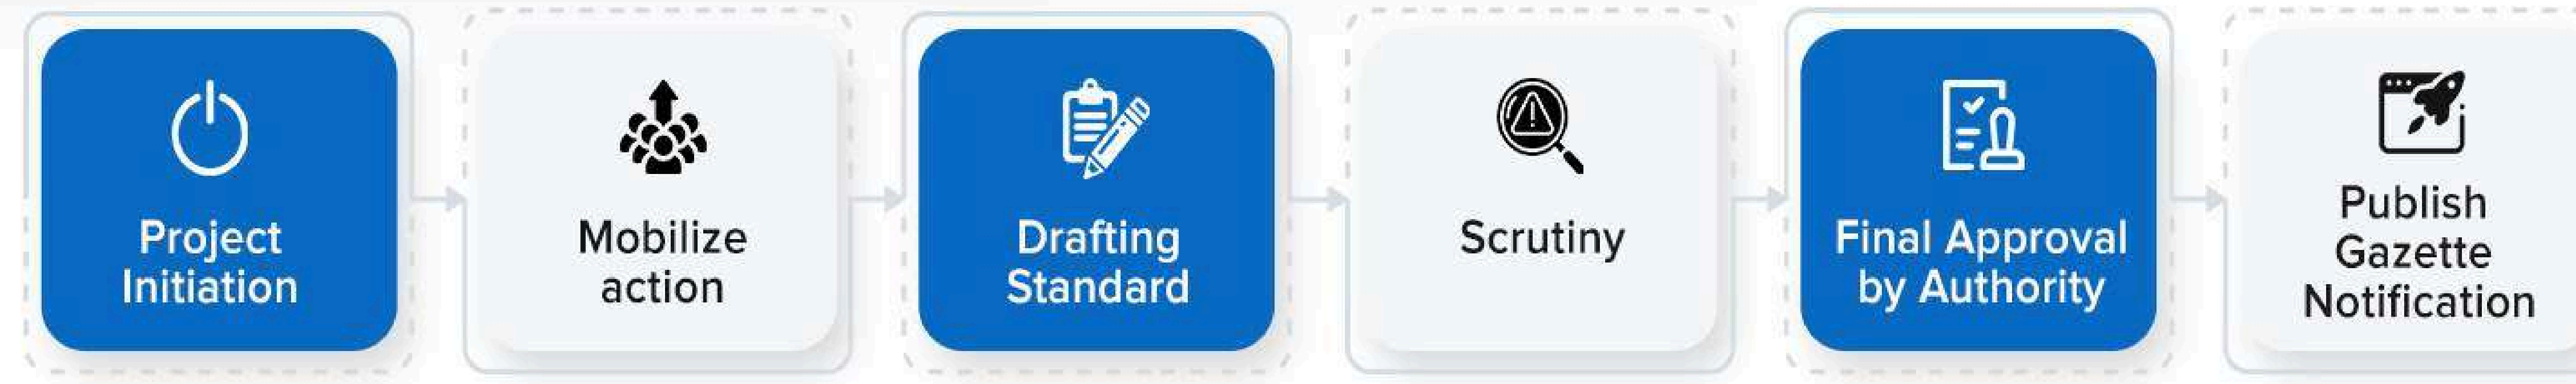 Project
Initiation
Mobilize
action
Drafting
Standard
Scrutiny
Final Approval
by Authority
Publish
Gazette
Notification